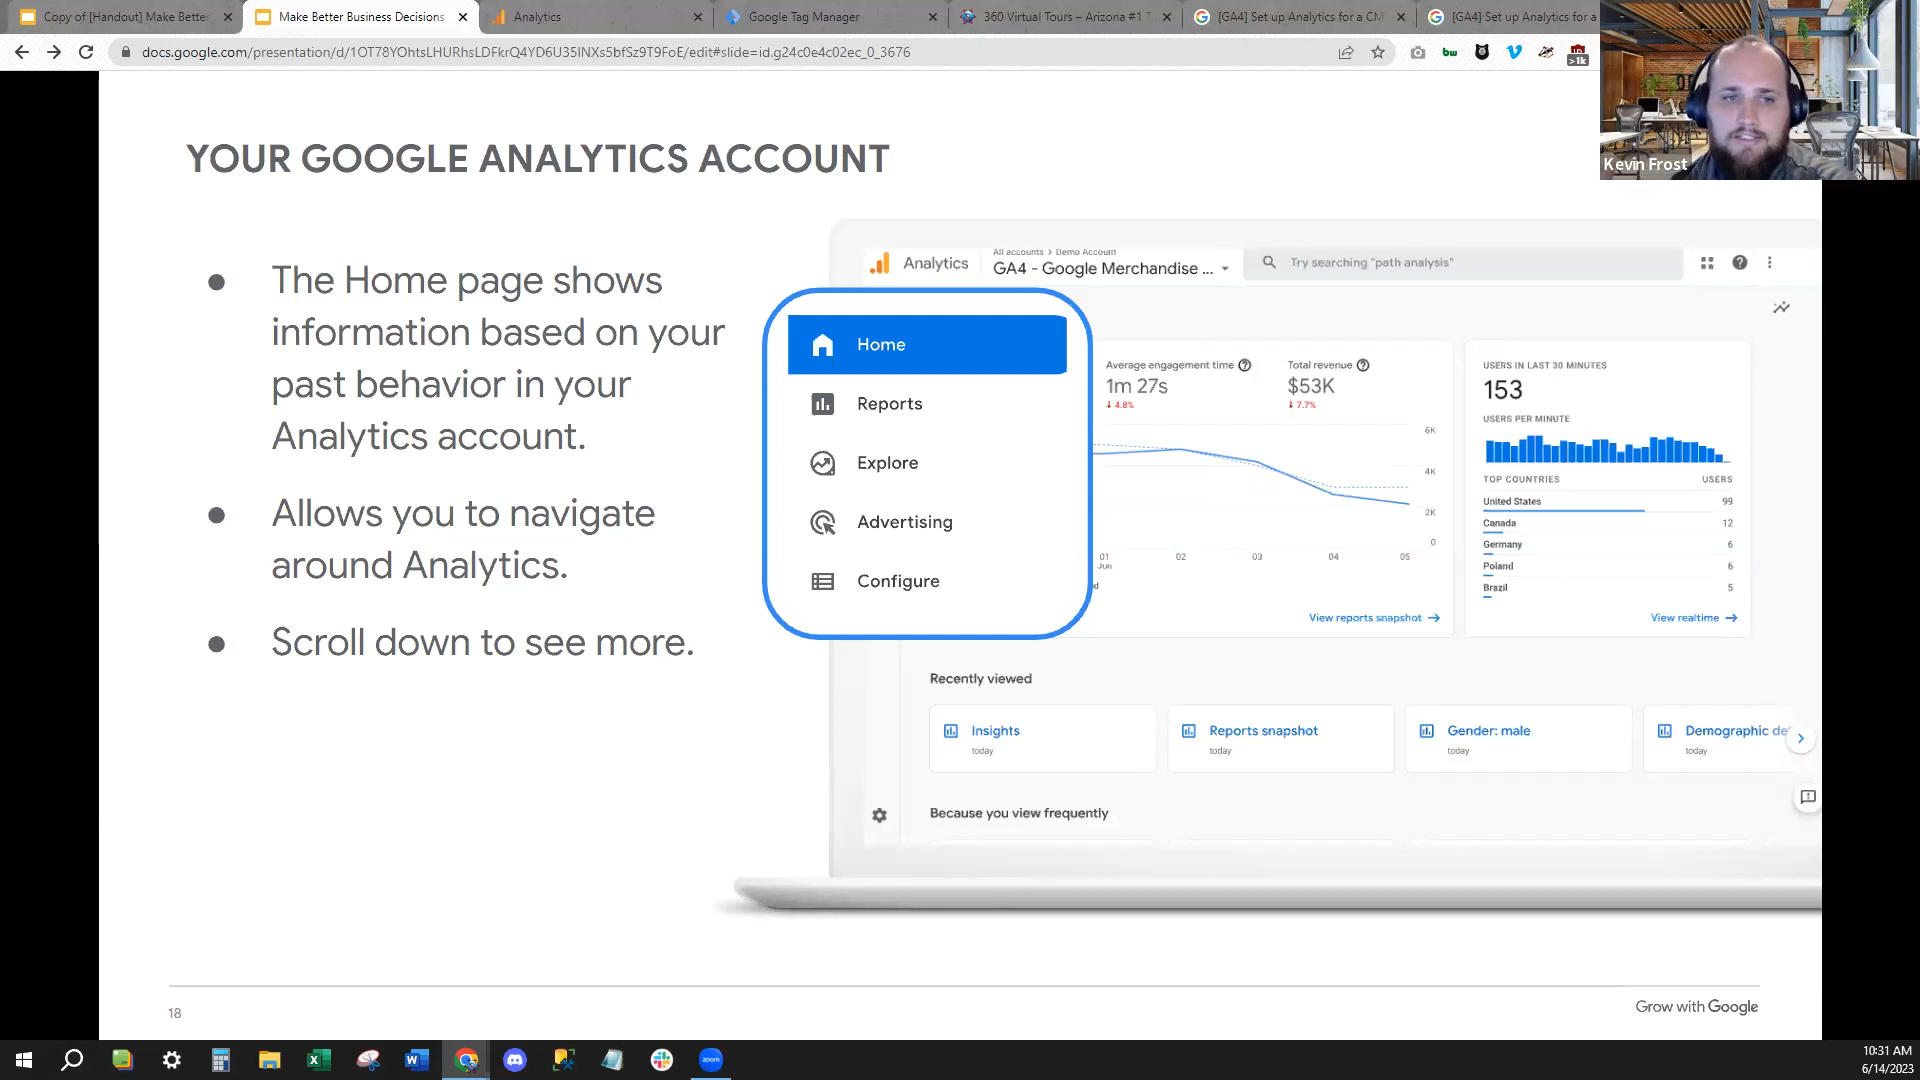 Copy of [Handout] Make Better
Make Better Business Decisions
Analytics
Google Tag Manager
360 Virtual Tours – Arizona #1 T
[GA4] Set up Analytics for a CM
[GA4] Set up Analytics for a
docs.google.com/presentation/d/1OT78YOhtsLHURhsLDFkrQ4YD6U35INXs5bfSz9T9FoE/edit#slide=id.g24c0e4c02ec_0_3676
bw
>1k
Kevin Frost
YOUR GOOGLE ANALYTICS ACCOUNT
The Home page shows
information based on your
past behavior in your
Analytics account.
Allows you to navigate
around Analytics.
Scroll down to see more.
Analytics
All accounts > Demo Account
GA4 - Google Merchandise ...
Try searching "path analysis"
Home
Reports
Explore
Advertising
Configure
Average engagement time
1m 27s
4.8%
Total revenue
$53K
7.7%
6K
4K
2K
0
01
Jun
02
03
04
05
View reports snapshot
USERS IN LAST 30 MINUTES
153
USERS PER MINUTE
TOP COUNTRIES USERS
United States 99
Canada 12
Germany 6
Poland 6
Brazil 5
View realtime
Recently viewed
Insights
today
Reports snapshot
today
Gender: male
today
Demographic de
today
Because you view frequently
18
Grow with Google
zoom
10:31 AM
6/14/2023